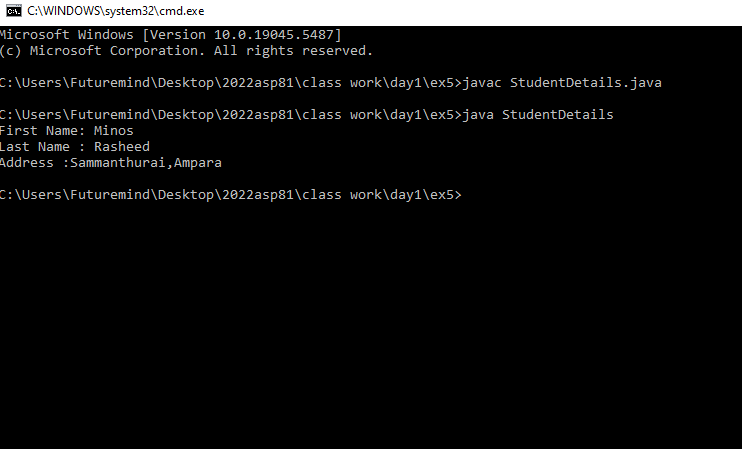 C:\WINDOWS\system32\cmd.exe
Microsoft Windows [Version 10.0.19045.5487]
(c) Microsoft Corporation. All rights reserved.
C:\Users\Futuremind\Desktop\2022asp81\class work\day1\ex5>javac StudentDetails.java
C:\Users\Futuremind\Desktop\2022asp81\class work\day1\ex5>java StudentDetails
First Name: Minos
Last Name : Rasheed
Address :Sammanthurai,Ampara
C:\Users\Futuremind\Desktop\2022asp81\class work\day1\ex5>